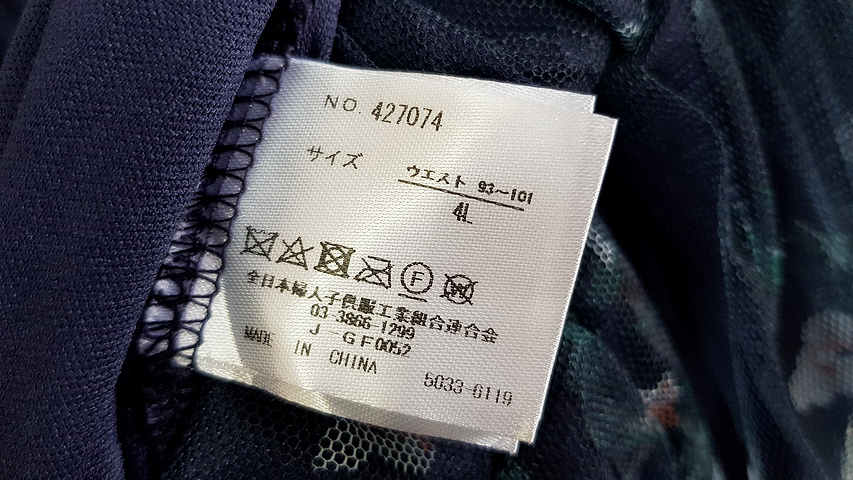 NO. 427074
サイズ
ウエスト 93~101
4L
F W
全日本婦人子供服工業組合連合会
03-3866-1299
J-GF0052
MADE IN CHINA
5033-6119